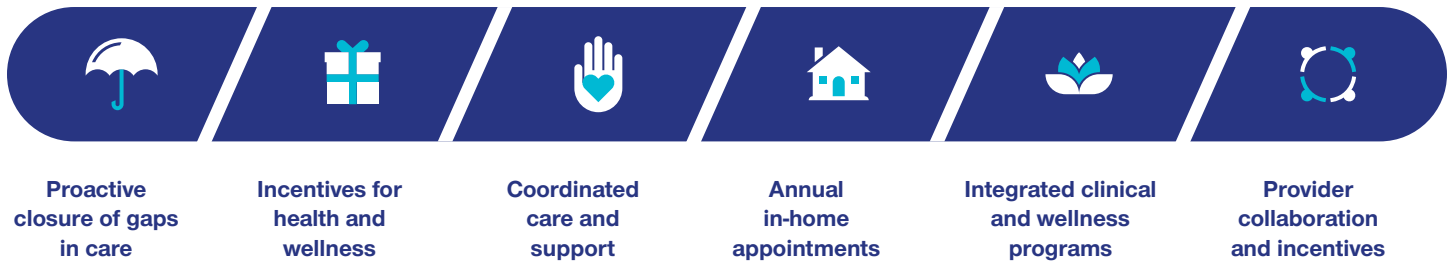 Proactive
closure of gaps
in care
Incentives for
health and
wellness
Coordinated
care and
support
Annual
in-home
appointments
Integrated clinical
and wellness
programs
Provider
collaboration
and incentives